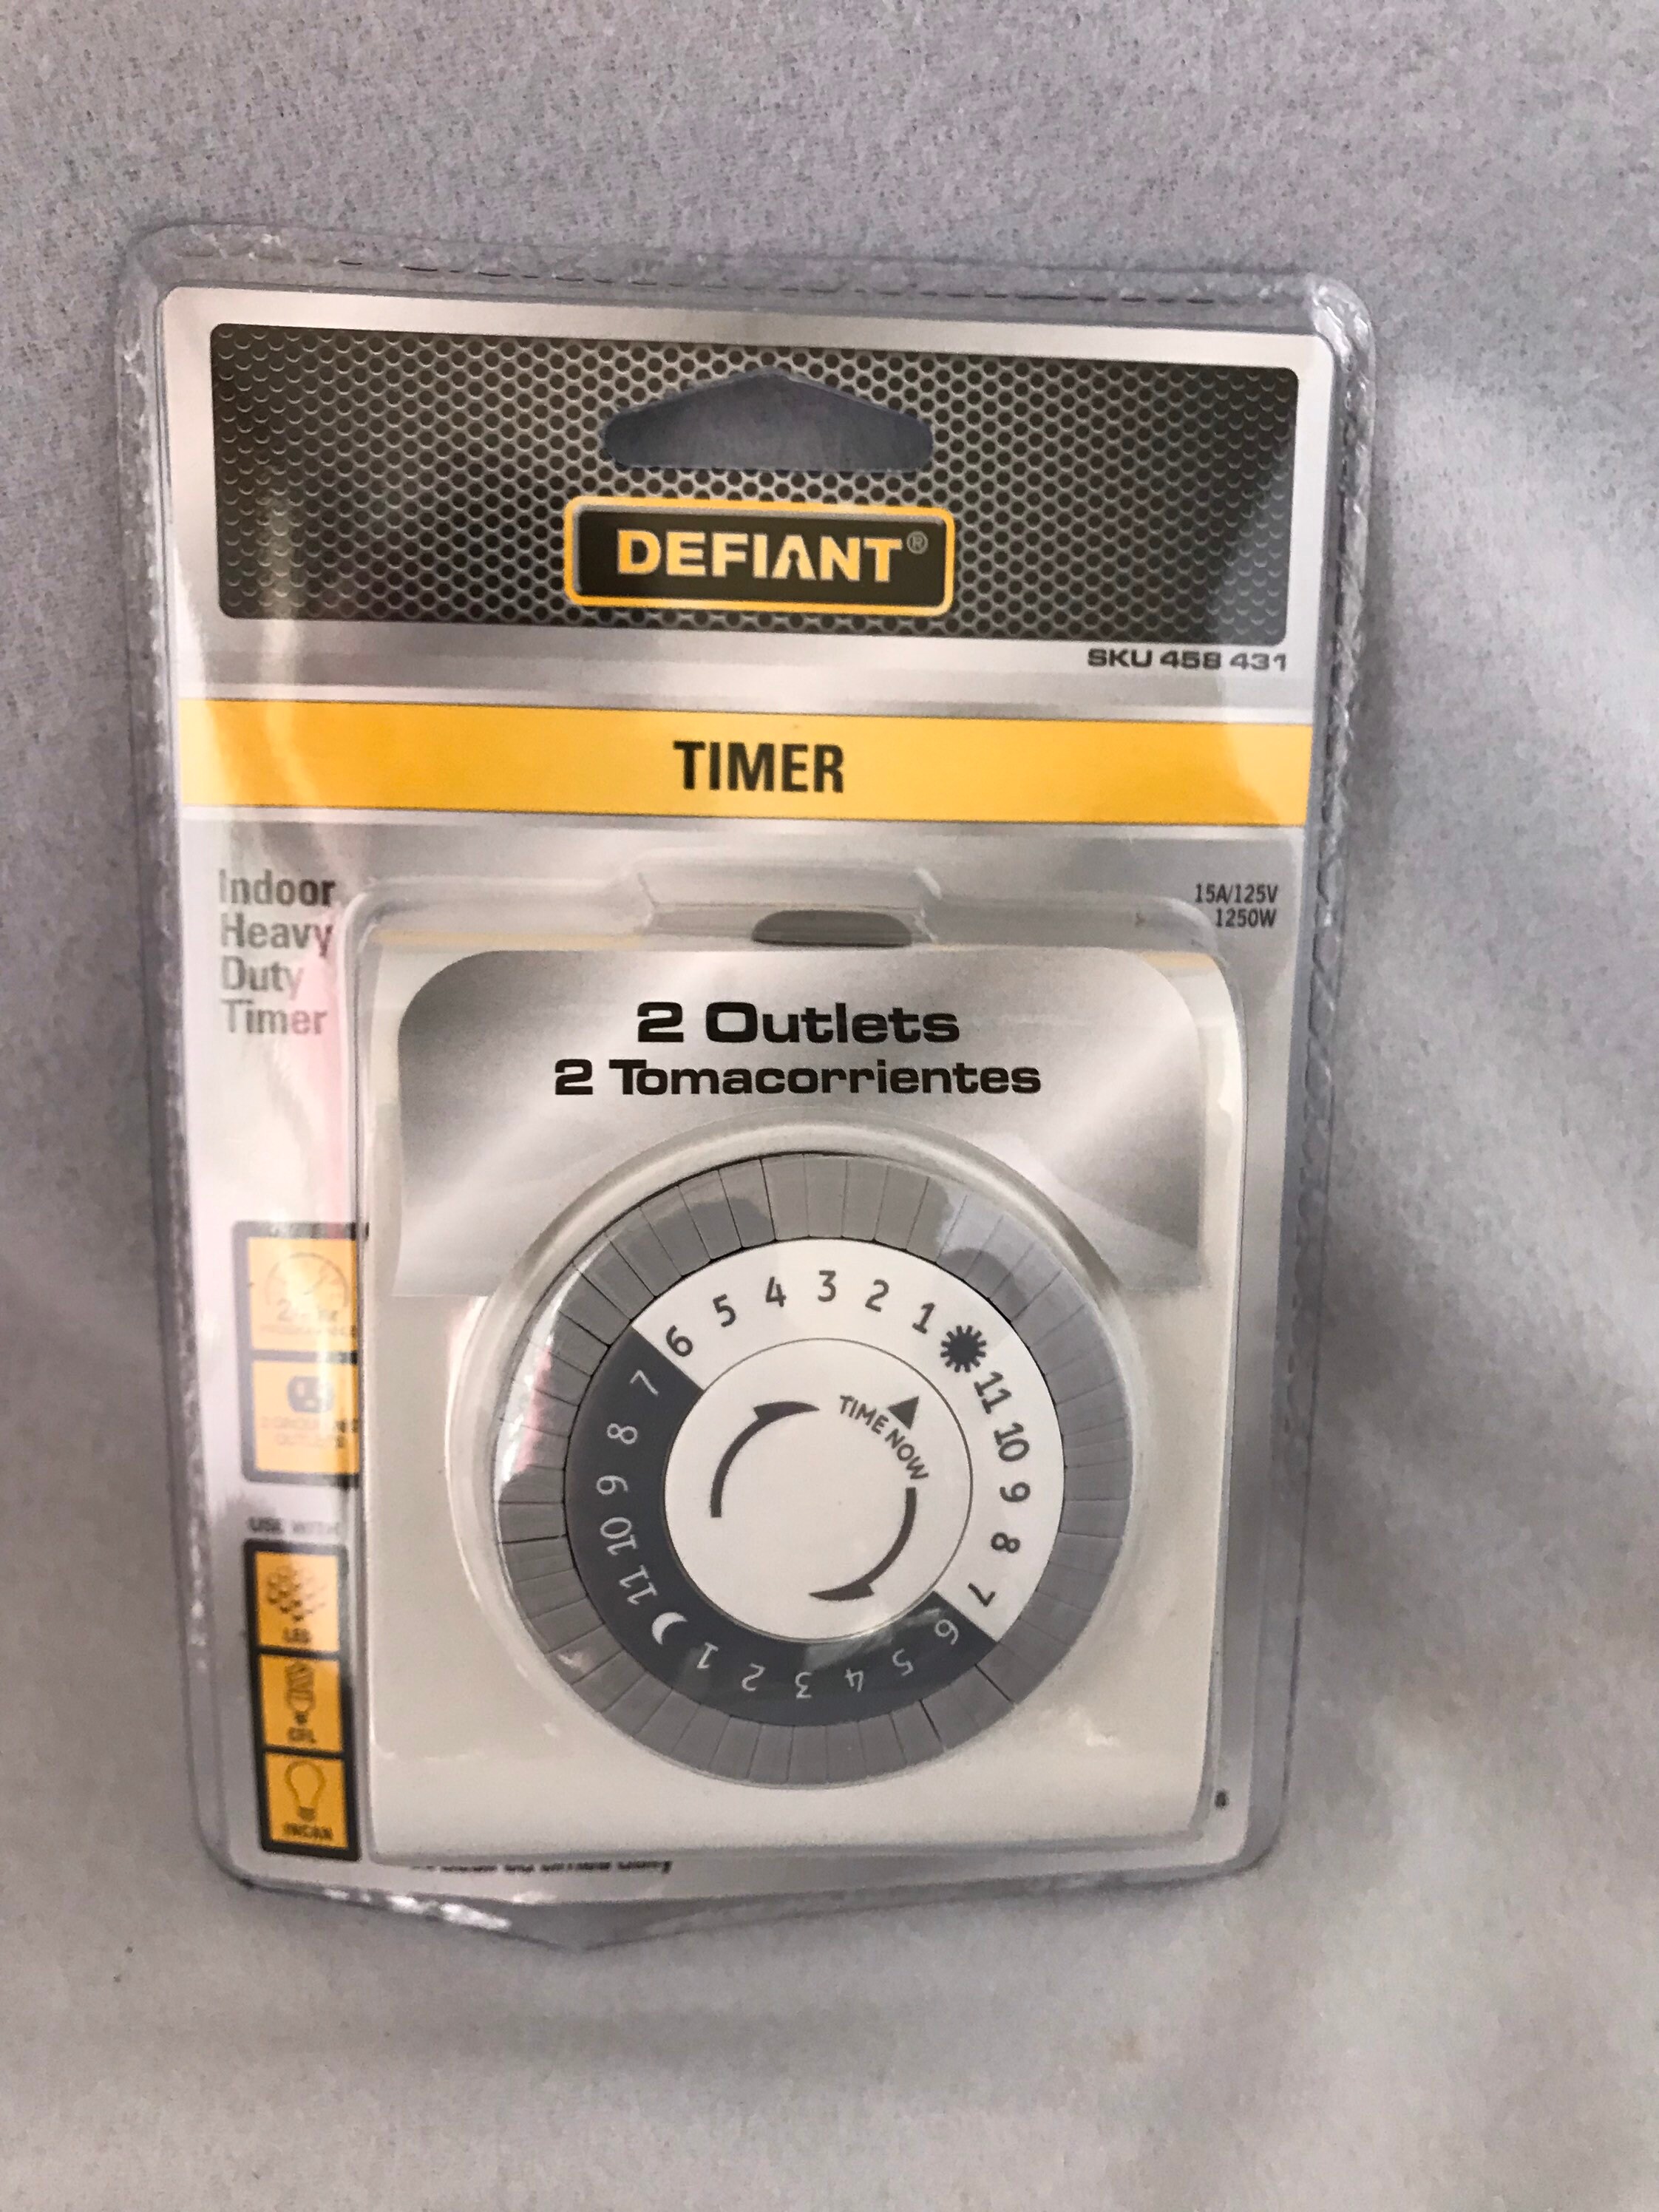 DEFIANT®
SKU 458 431
TIMER
Indoor
Heavy
Duty
Timer
15A/125V
1250W
2 Outlets
2 Tomacorrientes
6 5 4 3 2 1 11 10 9 8 7
7 8 9 10 11 1 2 3 4 5 6
TIME NOW
OUTLETS
USE WITH
LED
INCAN